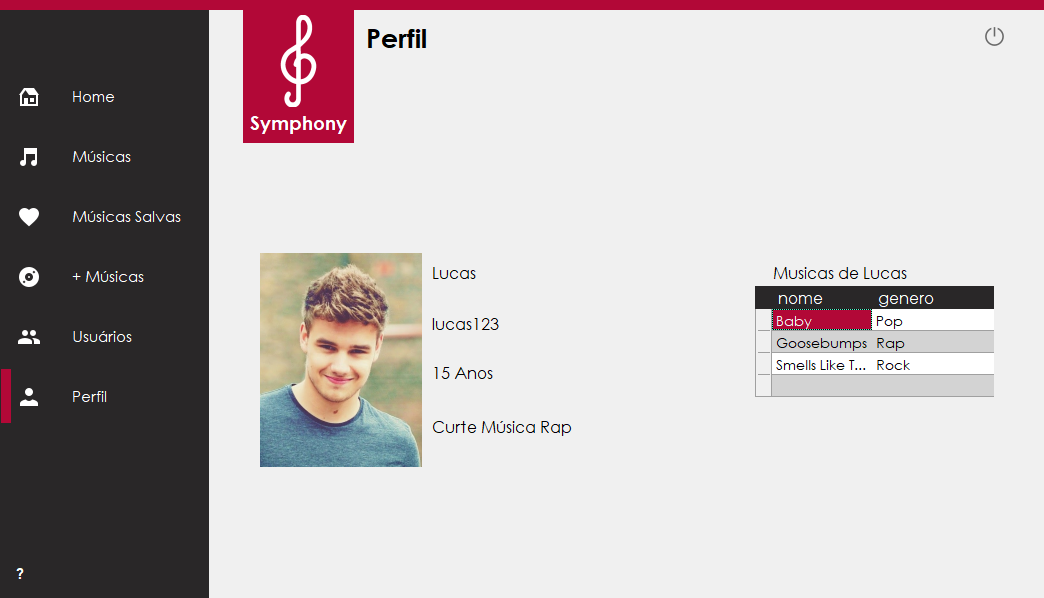 Perfil
Symphony
Home
Músicas
Músicas Salvas
+ Músicas
Usuários
Perfil
?
Lucas
lucas123
15 Anos
Curte Música Rap
Musicas de Lucas
nome genero
Baby Pop
Goosebumps Rap
Smells Like T... Rock